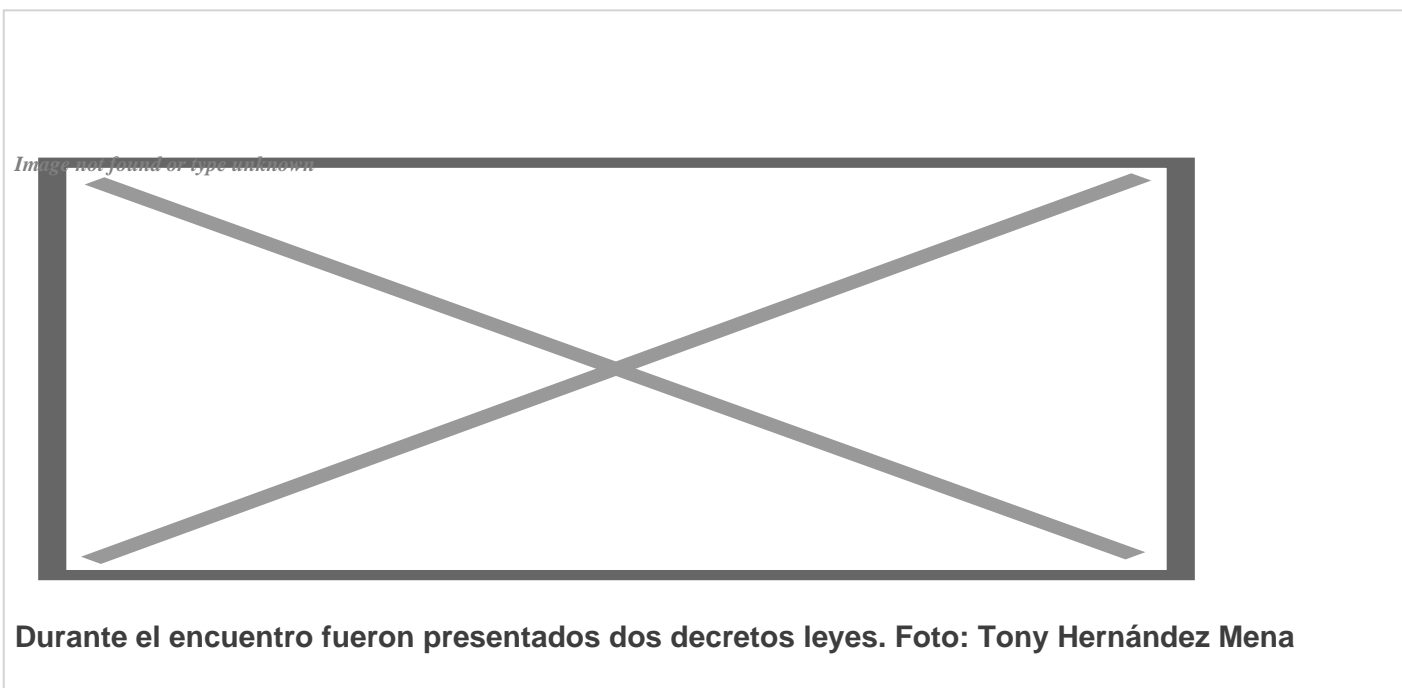 Image not found or type unknown
Durante el encuentro fueron presentados dos decretos leyes. Foto: Tony Hernández Mena